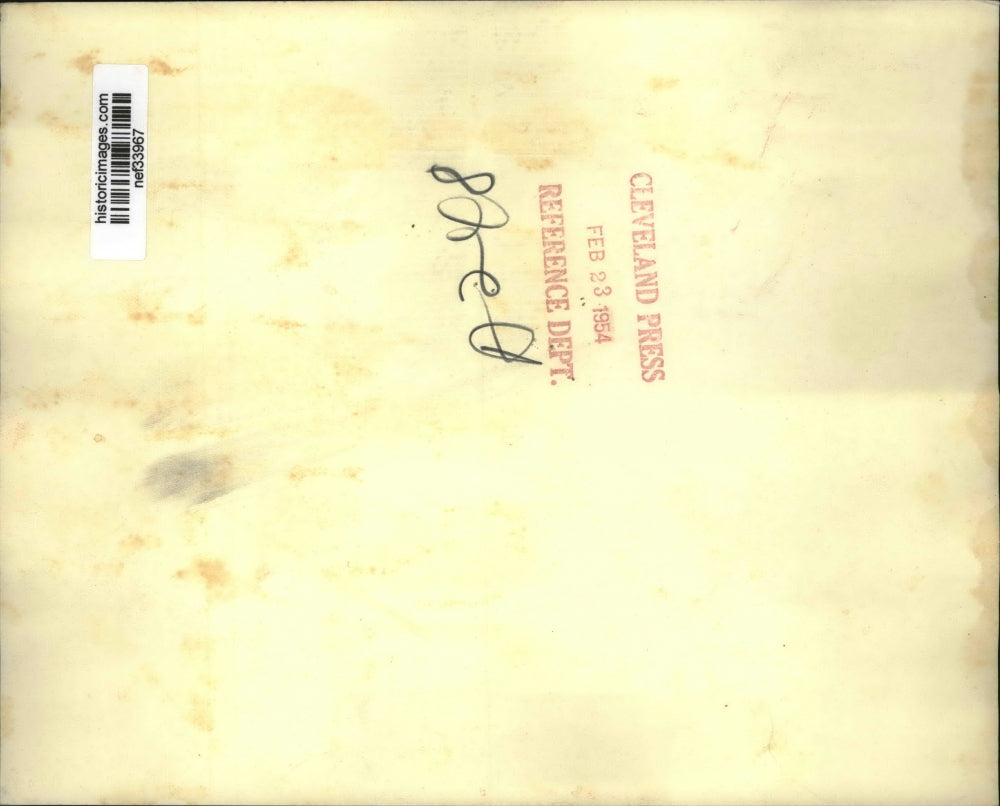 historicimages.com
nef33967
CLEVELAND PRESS
FEB 23 1954
REFERENCE DEPT.